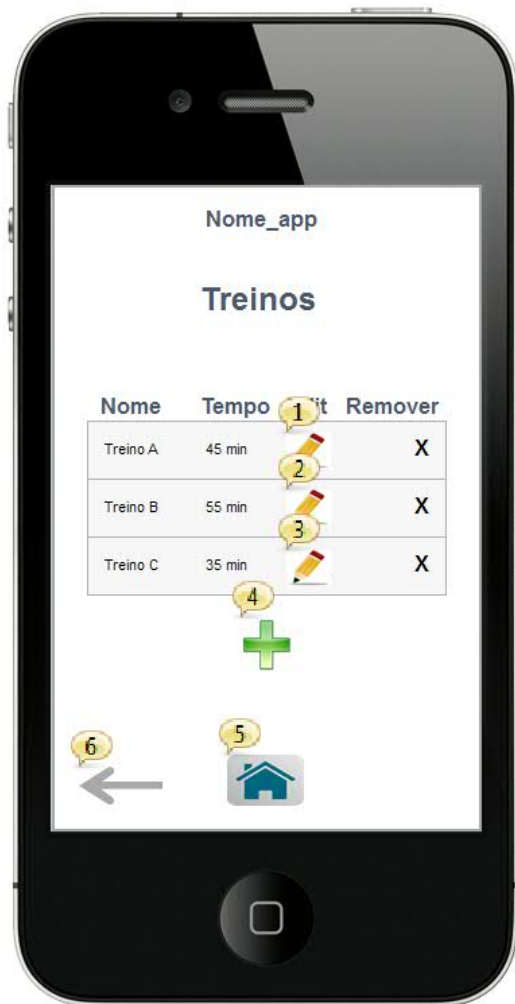 Nome_app
Treinos
Nome Tempo Remover
1
Treino A 45 min X
2
Treino B 55 min X
3
Treino C 35 min X
4
5
6